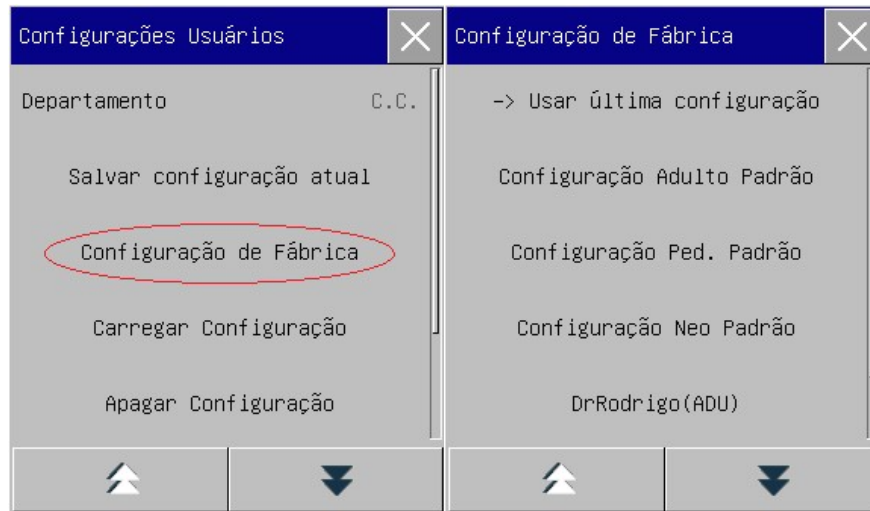 Configurações Usuários
Departamento C.C.
Salvar configuração atual
Configuração de Fábrica
Carregar Configuração
Apagar Configuração
Configuração de Fábrica
-> Usar última configuração
Configuração Adulto Padrão
Configuração Ped. Padrão
Configuração Neo Padrão
DrRodrigo(ADU)